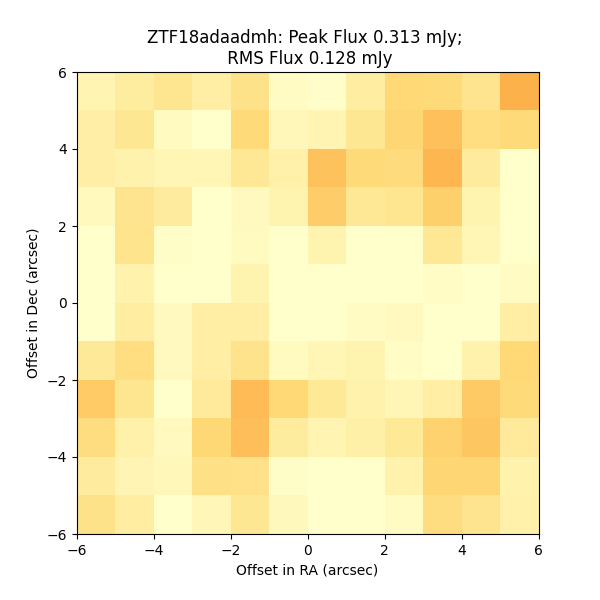 ZTF18adaadmh: Peak Flux 0.313 mJy;
RMS Flux 0.128 mJy
6
4
2
0
−2
−4
−6
Offset in Dec (arcsec)
−6 −4 −2 0 2 4 6
Offset in RA (arcsec)